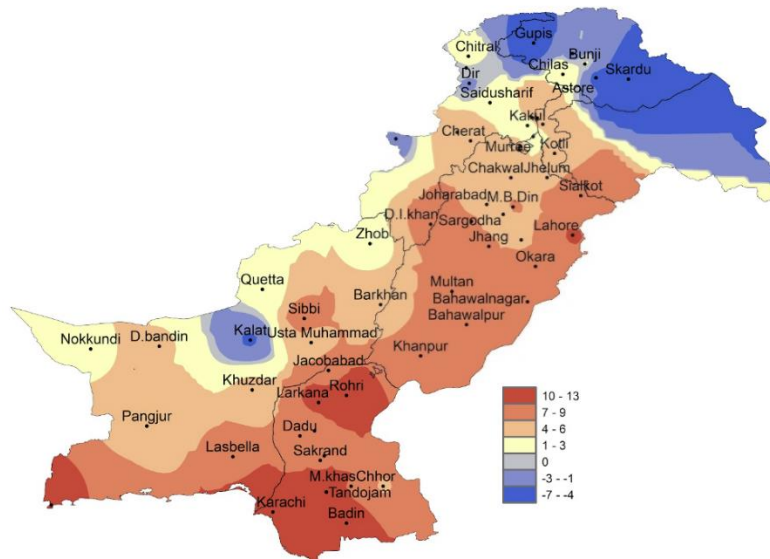 Gupis
Chitral
Bunji
Chilas
Dir
Skardu
Astore
Saidusharif
Kakul
Cherat
Murree
Kotli
Chakwal
Jhelum
Sialkot
Joharabad
M.B.Din
D.I.khan
Sargodha
Lahore
Zhob
Jhang
Okara
Quetta
Multan
Barkhan
Bahawalnagar
Sibbi
Bahawalpur
Kalat
Usta Muhammad
Nokkundi
D.bandin
Khanpur
Jacobabad
Khuzdar
Rohri
Larkana
Pangjur
Dadu
Lasbella
Sakrand
M.khas
Chhor
Tandojam
Karachi
Badin
10 - 13
7 - 9
4 - 6
1 - 3
0
-3 - -1
-7 - -4